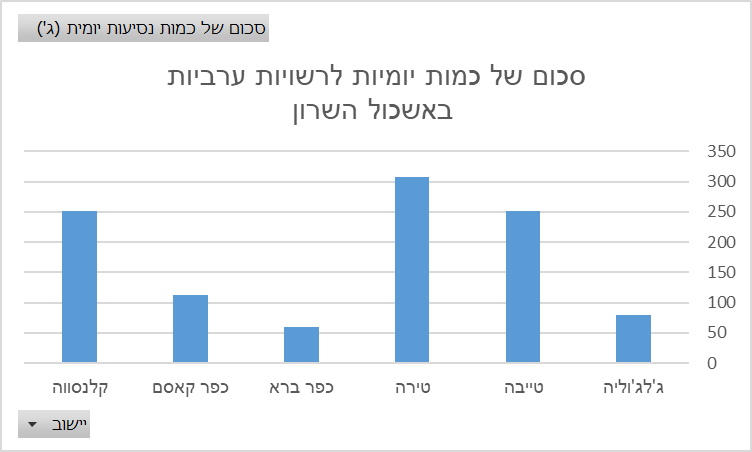 סכום של כמות נסיעות יומית (ג')
סכום של כמות יומיות לרשויות ערביות
באשכול השרון
350
300
250
200
150
100
50
0
ג'לג'וליה
טייבה
טירה
כפר ברא
כפר קאסם
קלנסווה
יישוב